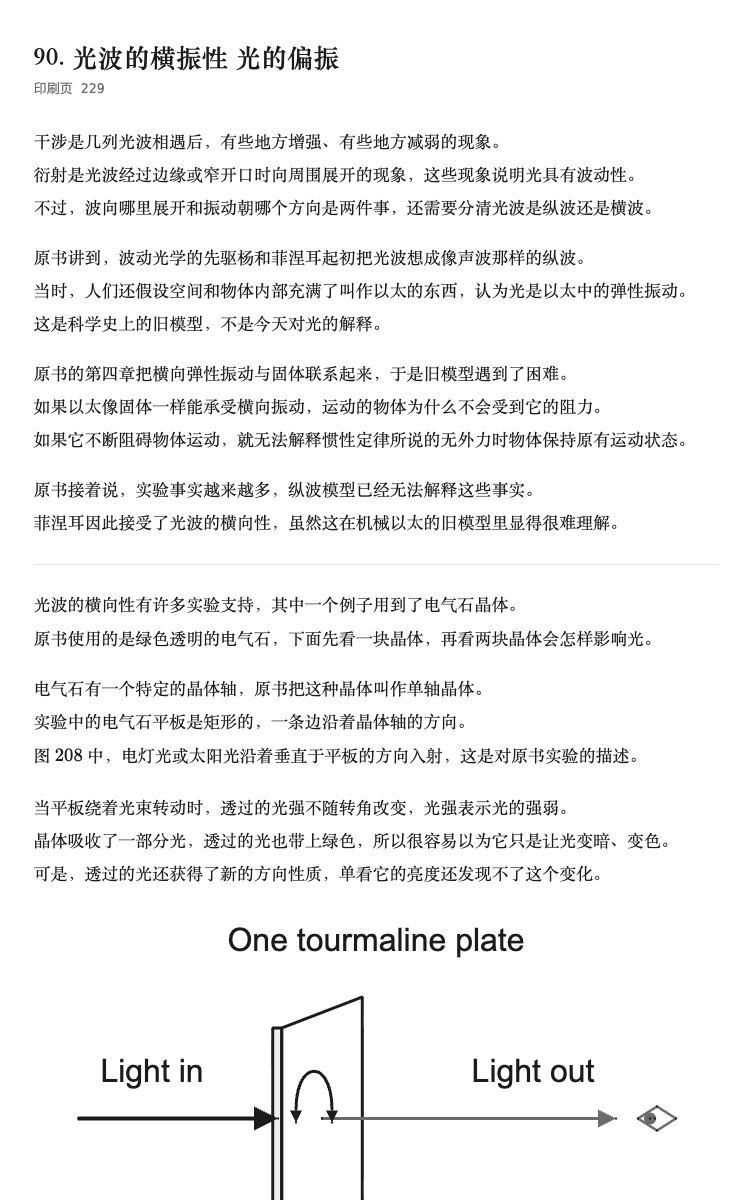 90. 光波的横振性 光的偏振
印刷页 229
干涉是几列光波相遇后，有些地方增强、有些地方减弱的现象。
衍射是光波经过边缘或窄开口时向周围展开的现象，这些现象说明光具有波动性。
不过，波向哪里展开和振动朝哪个方向是两件事，还需要分清光波是纵波还是横波。
原书讲到，波动光学的先驱杨和菲涅耳起初把光波想成像声波那样的纵波。
当时，人们还假设空间和物体内部充满了叫作以太的东西，认为光是以太中的弹性振动。
这是科学史上的旧模型，不是今天对光的解释。
原书的第四章把横向弹性振动与固体联系起来，于是旧模型遇到了困难。
如果以太像固体一样能承受横向振动，运动的物体为什么不会受到它的阻力。
如果它不断阻碍物体运动，就无法解释惯性定律所说的无外力时物体保持原有运动状态。
原书接着说，实验事实越来越多，纵波模型已经无法解释这些事实。
菲涅耳因此接受了光波的横向性，虽然这在机械以太的旧模型里显得很难理解。
光波的横向性有许多实验支持，其中一个例子用到了电气石晶体。
原书使用的是绿色透明的电气石，下面先看一块晶体，再看两块晶体会怎样影响光。
电气石有一个特定的晶体轴，原书把这种晶体叫作单轴晶体。
实验中的电气石平板是矩形的，一条边沿着晶体轴的方向。
图 208 中，电灯光或太阳光沿着垂直于平板的方向入射，这是对原书实验的描述。
当平板绕着光束转动时，透过的光强不随转角改变，光强表示光的强弱。
晶体吸收了一部分光，透过的光也带上绿色，所以很容易以为它只是让光变暗、变色。
可是，透过的光还获得了新的方向性质，单看它的亮度还发现不了这个变化。
One tourmaline plate
Light in
Light out